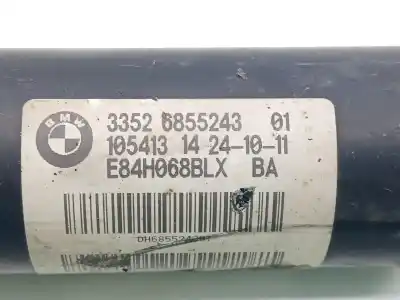 BMW
3352 6855243 01
105413 14 24-10-11
E84H068BLX BA